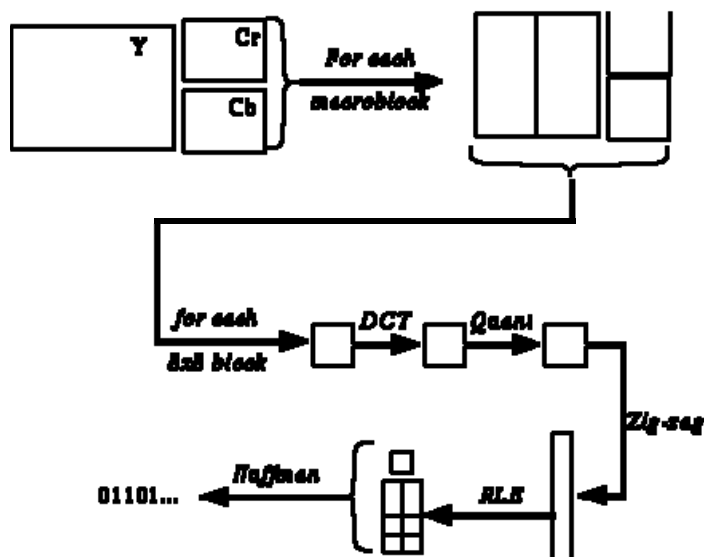 Y
Cr
Cb
For each
macroblock
for each
8x8 block
DCT
Quant
Zig-zag
RLE
Huffman
01101...